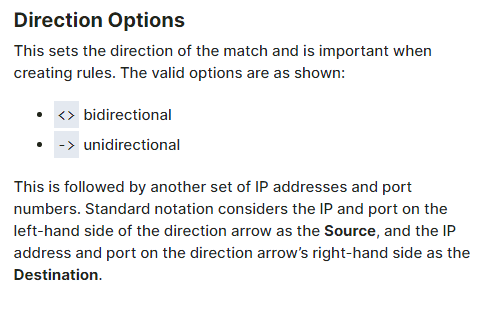 Direction Options
This sets the direction of the match and is important when
creating rules. The valid options are as shown:
• <> bidirectional
• -> unidirectional
This is followed by another set of IP addresses and port
numbers. Standard notation considers the IP and port on the
left-hand side of the direction arrow as the Source, and the IP
address and port on the direction arrow’s right-hand side as the
Destination.